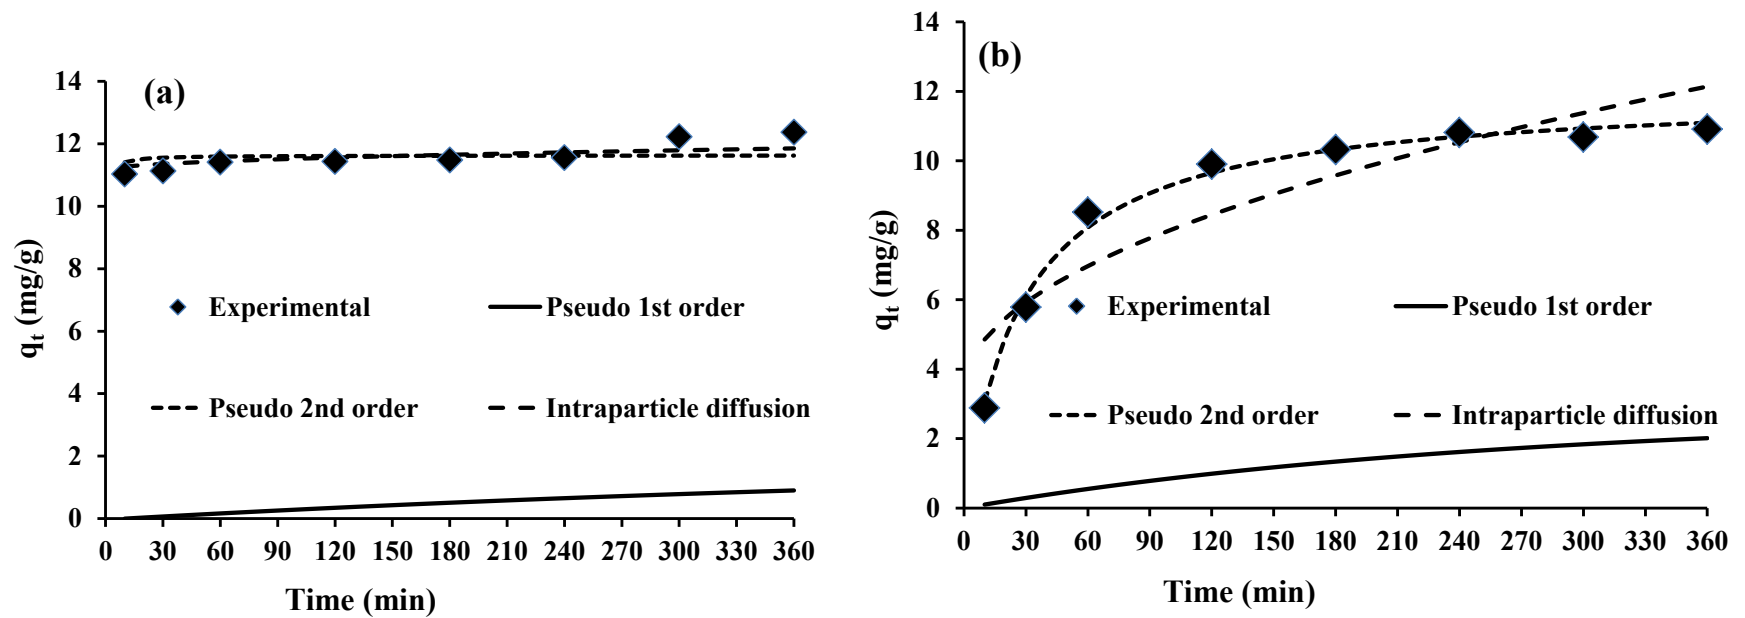 (a)
14
12
10
8
6
4
2
0
qt (mg/g)
Experimental
Pseudo 1st order
Pseudo 2nd order
Intraparticle diffusion
0 30 60 90 120 150 180 210 240 270 300 330 360
Time (min)
(b)
14
12
10
8
6
4
2
0
qt (mg/g)
Experimental
Pseudo 1st order
Pseudo 2nd order
Intraparticle diffusion
0 30 60 90 120 150 180 210 240 270 300 330 360
Time (min)